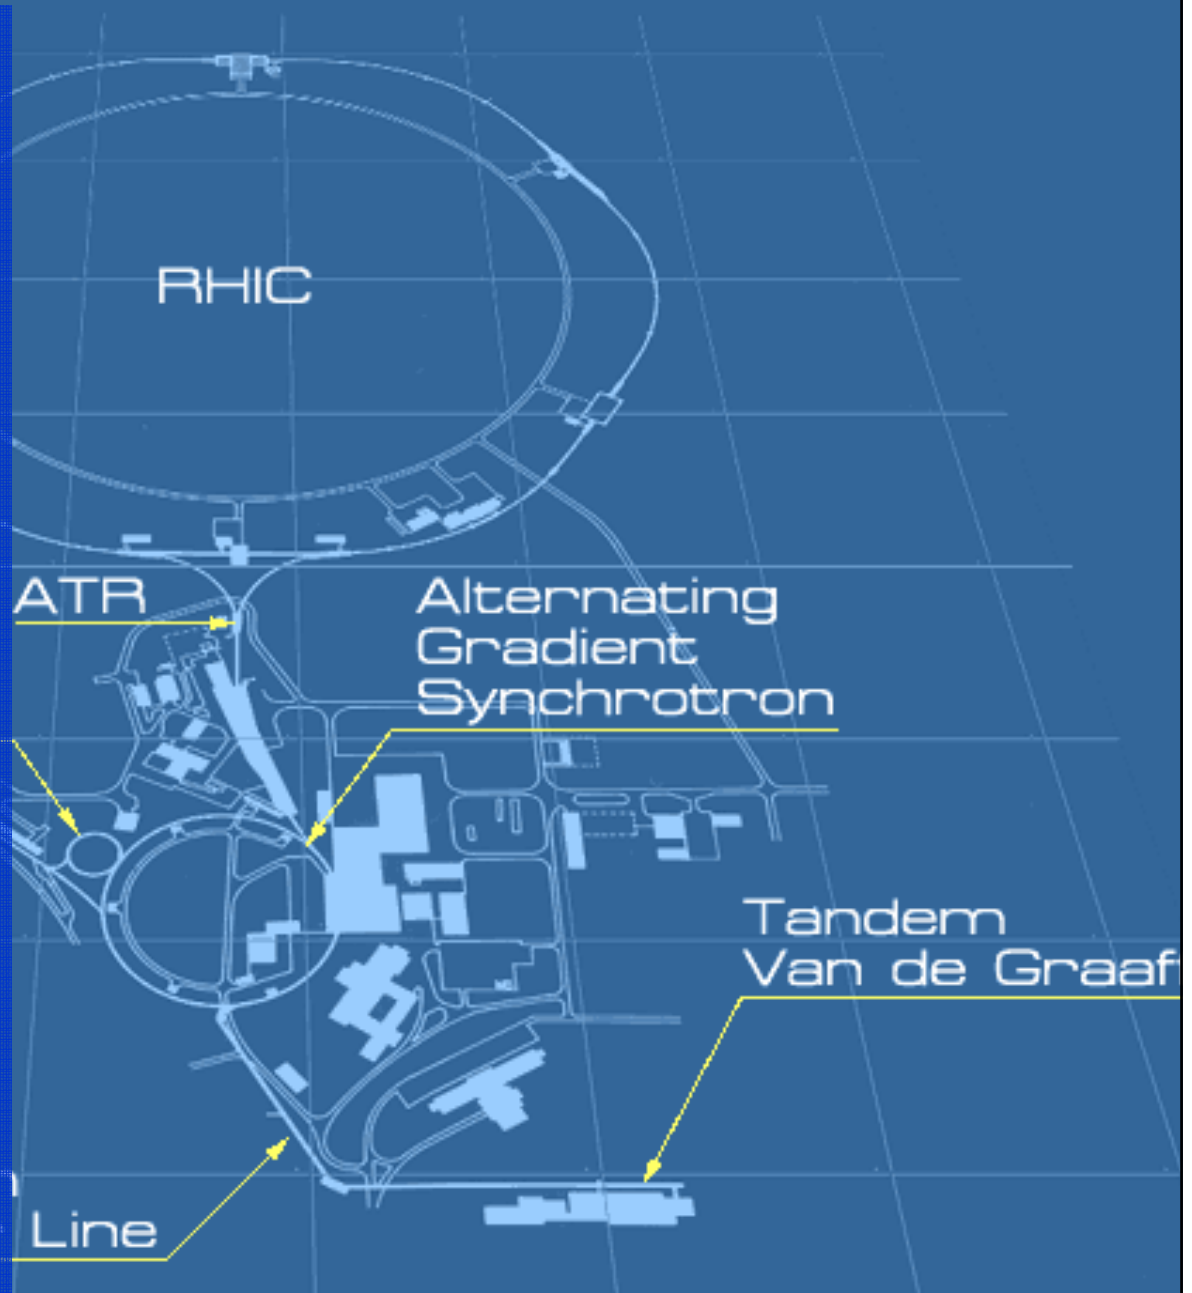 RHIC
ATR
Alternating
Gradient
Synchrotron
Tandem
Van de Graaf
Line